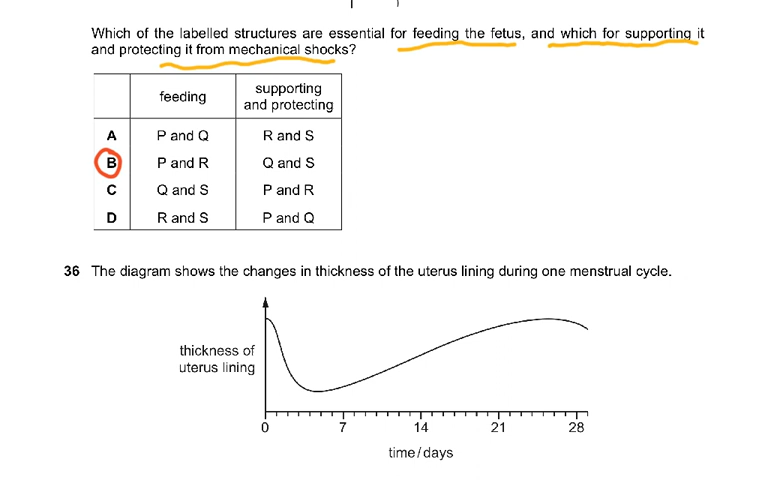 Which of the labelled structures are essential for feeding the fetus, and which for supporting it
and protecting it from mechanical shocks?
feeding
supporting
and protecting
A P and Q R and S
B P and R Q and S
C Q and S P and R
D R and S P and Q
36 The diagram shows the changes in thickness of the uterus lining during one menstrual cycle.
thickness of
uterus lining
0 7 14 21 28
time / days